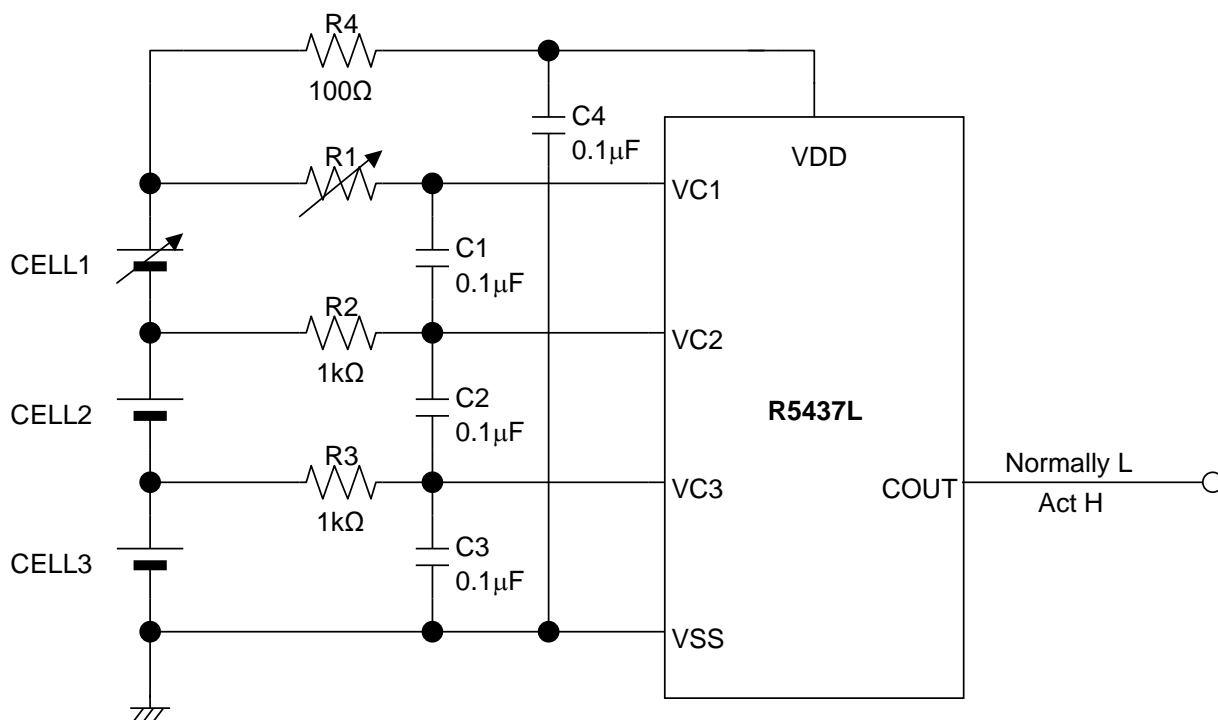 R4
100Ω
C4
0.1μF
VDD
R1
VC1
CELL1
C1
0.1μF
R2
1kΩ
VC2
CELL2
C2
0.1μF
R5437L
R3
1kΩ
VC3
COUT
Normally L
Act H
CELL3
C3
0.1μF
VSS